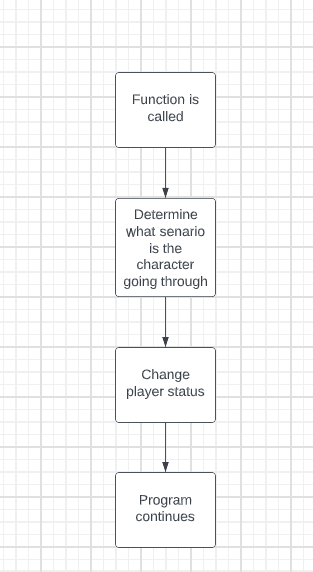 Function is
called
Determine
what senario
is the
character
going through
Change
player status
Program
continues